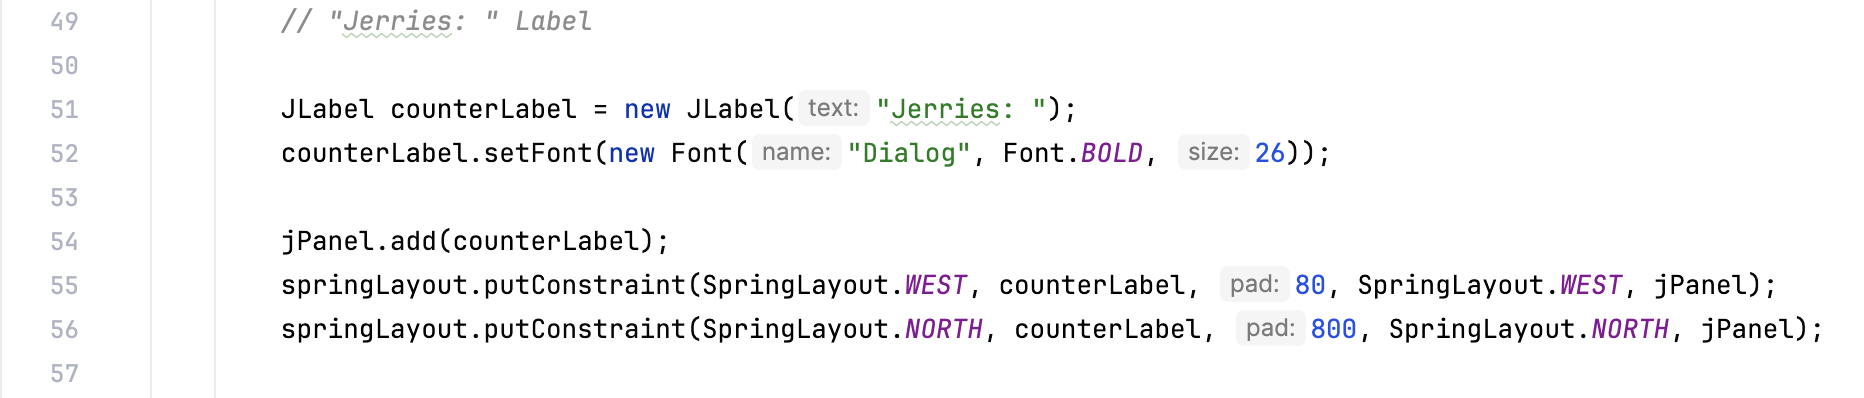 49 // "Jerries: " Label
50
51 JLabel counterLabel = new JLabel( text: "Jerries: ");
52 counterLabel.setFont(new Font( name: "Dialog", Font.BOLD, size: 26));
53
54 jPanel.add(counterLabel);
55 springLayout.putConstraint(SpringLayout.WEST, counterLabel, pad: 80, SpringLayout.WEST, jPanel);
56 springLayout.putConstraint(SpringLayout.NORTH, counterLabel, pad: 800, SpringLayout.NORTH, jPanel);
57